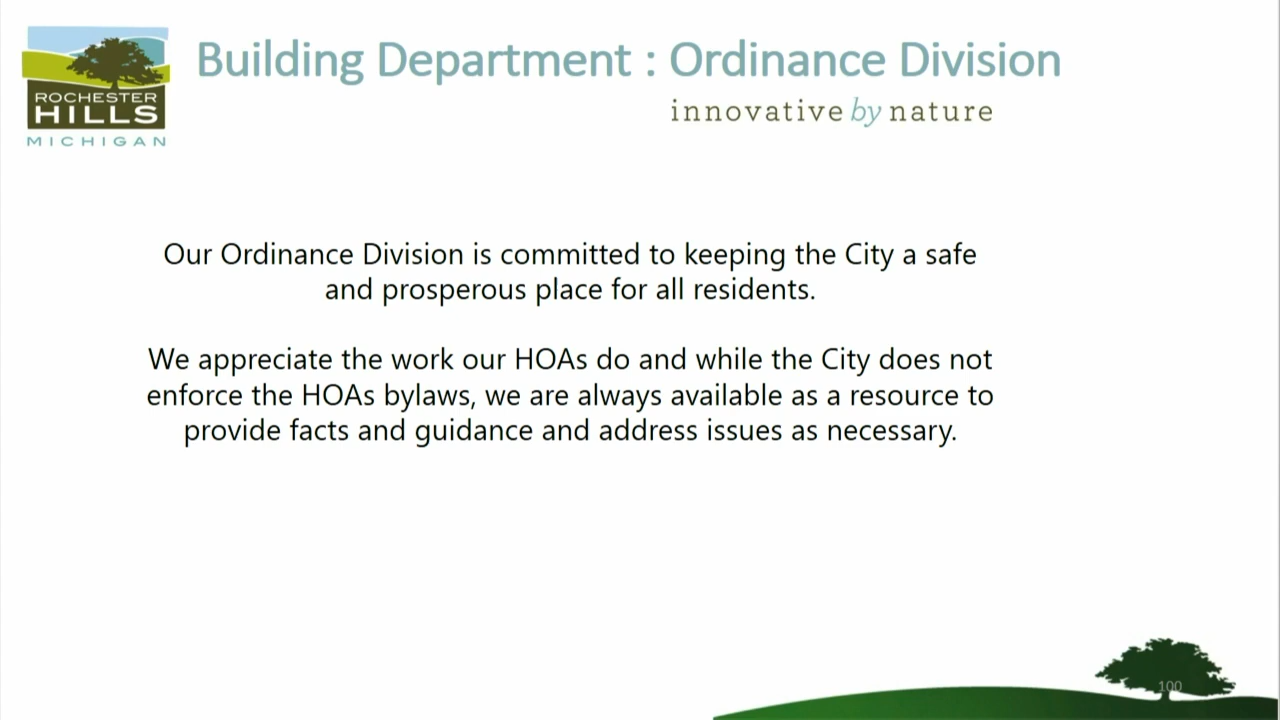 Building Department : Ordinance Division
innovative by nature
ROCHESTER
HILLS
MICHIGAN
Our Ordinance Division is committed to keeping the City a safe
and prosperous place for all residents.
We appreciate the work our HOAs do and while the City does not
enforce the HOAs bylaws, we are always available as a resource to
provide facts and guidance and address issues as necessary.
100